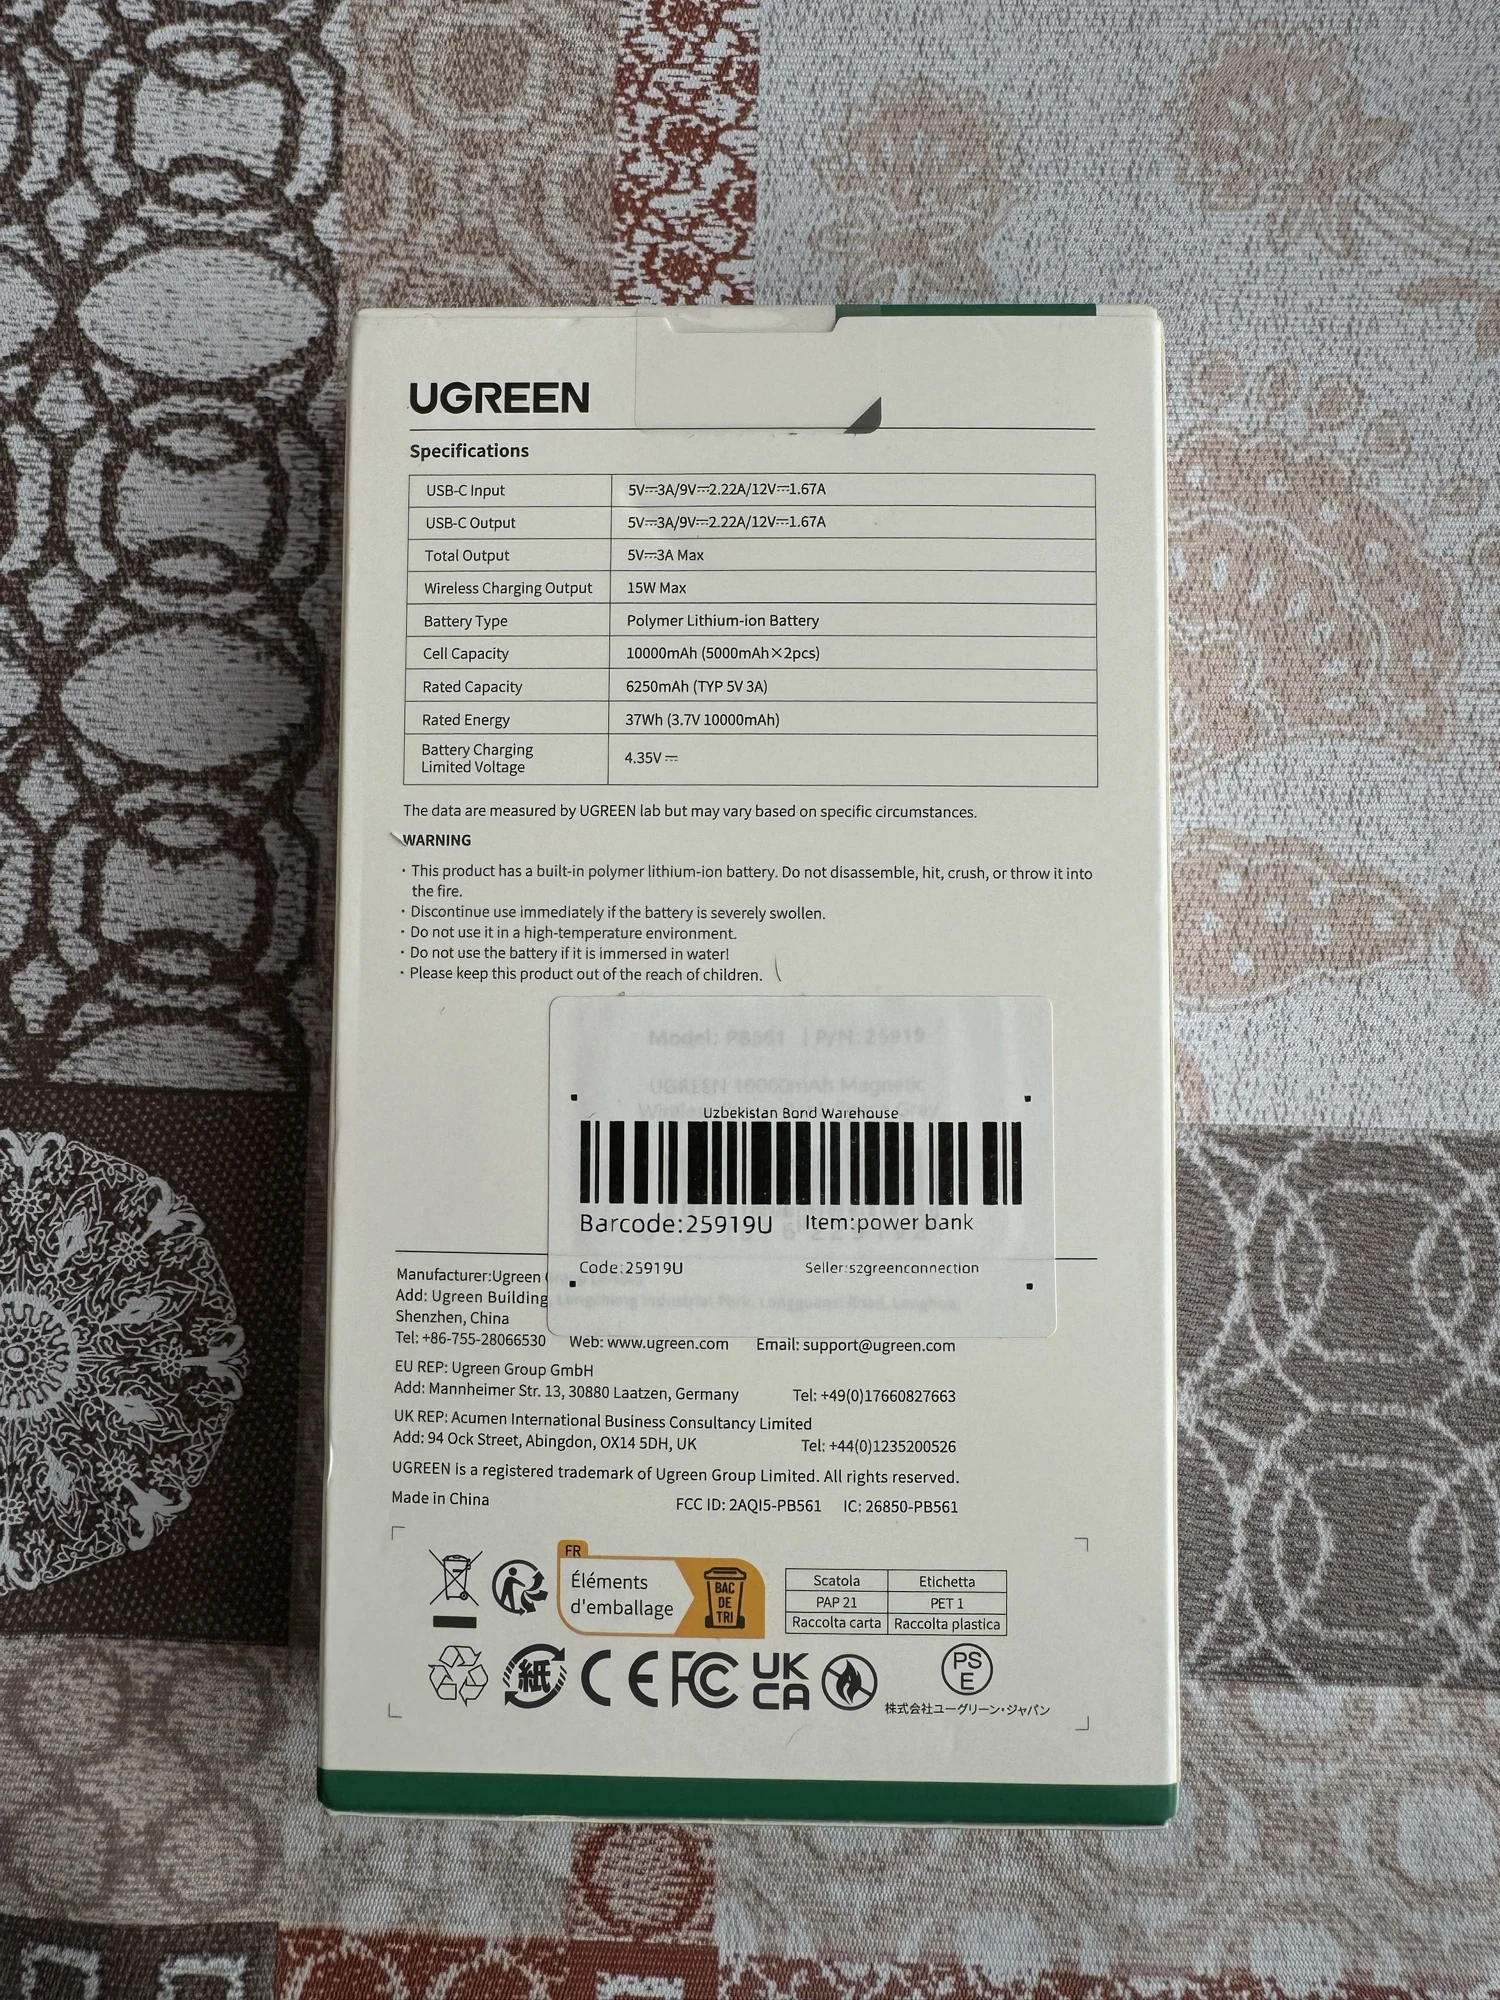 UGREEN
Specifications
USB-C Input 5V⎓3A/9V⎓2.22A/12V⎓1.67A
USB-C Output 5V⎓3A/9V⎓2.22A/12V⎓1.67A
Total Output 5V⎓3A Max
Wireless Charging Output 15W Max
Battery Type Polymer Lithium-ion Battery
Cell Capacity 10000mAh (5000mAh×2pcs)
Rated Capacity 6250mAh (TYP 5V 3A)
Rated Energy 37Wh (3.7V 10000mAh)
Battery Charging
Limited Voltage 4.35V⎓
The data are measured by UGREEN lab but may vary based on specific circumstances.
WARNING
· This product has a built-in polymer lithium-ion battery. Do not disassemble, hit, crush, or throw it into
the fire.
· Discontinue use immediately if the battery is severely swollen.
· Do not use it in a high-temperature environment.
· Do not use the battery if it is immersed in water!
· Please keep this product out of the reach of children.
Model: PB561 | P/N: 25919
UGREEN 10000mAh Magnetic
Uzbekistan Bond Warehouse
Barcode:25919U Item:power bank
Code:25919U Seller:szgreenconnection
Manufacturer:Ugreen
Add: Ugreen Building, Longcheng Industrial Park, Longguanxi Road, Longhua,
Shenzhen, China
Tel: +86-755-28066530 Web: www.ugreen.com Email: support@ugreen.com
EU REP: Ugreen Group GmbH
Add: Mannheimer Str. 13, 30880 Laatzen, Germany Tel: +49(0)17660827663
UK REP: Acumen International Business Consultancy Limited
Add: 94 Ock Street, Abingdon, OX14 5DH, UK Tel: +44(0)1235200526
UGREEN is a registered trademark of Ugreen Group Limited. All rights reserved.
Made in China FCC ID: 2AQI5-PB561 IC: 26850-PB561
FR
Éléments
d'emballage
BAC
DE
TRI
Scatola Etichetta
PAP 21 PET 1
Raccolta carta Raccolta plastica
紙 CE FC UK
CA
PS
E
株式会社ユーグリーン・ジャパン